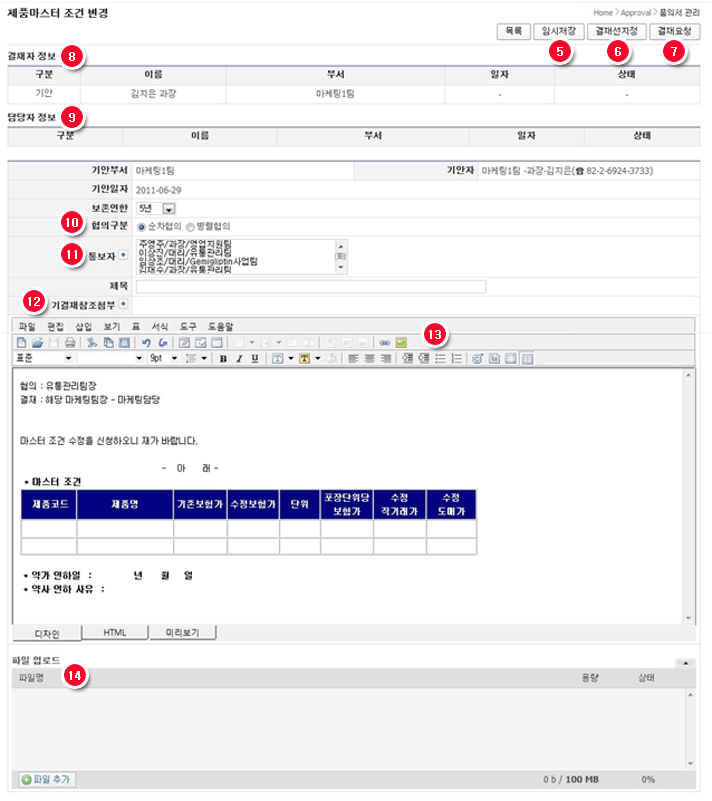 제품마스터 조건 변경
Home > Approval > 품의서 관리
목록 임시저장 결재선지정 결재요청
5 6 7
결재자 정보 8
구분 이름 부서 일자 상태
기안 김지은 과장 마케팅1팀 - -
담당자 정보 9
구분 이름 부서 일자 상태
기안부서 마케팅1팀 기안자 마케팅1팀 -과장-김지은(☎ 82-2-6924-3733)
기안일자 2011-06-29
보존연한 5년
10 협의구분 순차협의 병렬협의
11 통보자
주영주/과장/영업지원팀
이상진/대리/유통관리팀
임상조/대리/Gemigliptin사업팀
김재수/과장/유통관리팀
제목
12 기결재참조첨부
파일 편집 삽입 보기 표 서식 도구 도움말
13
표준 9pt B I U
협의 : 유통관리팀장
결재 : 해당 마케팅팀장 - 마케팅담당
마스터 조건 수정을 신청하오니 재가 바랍니다.
- 아 래 -
* 마스터 조건
제품코드 제품명 기존보험가 수정보험가 단위 포장단위당 보험가 수정 직거래가 수정 도매가
* 약가 인하일 : 년 월 일
* 약사 인하 사유 :
디자인 HTML 미리보기
파일 업로드
14
파일명 용량 상태
파일 추가 0 b / 100 MB 0%